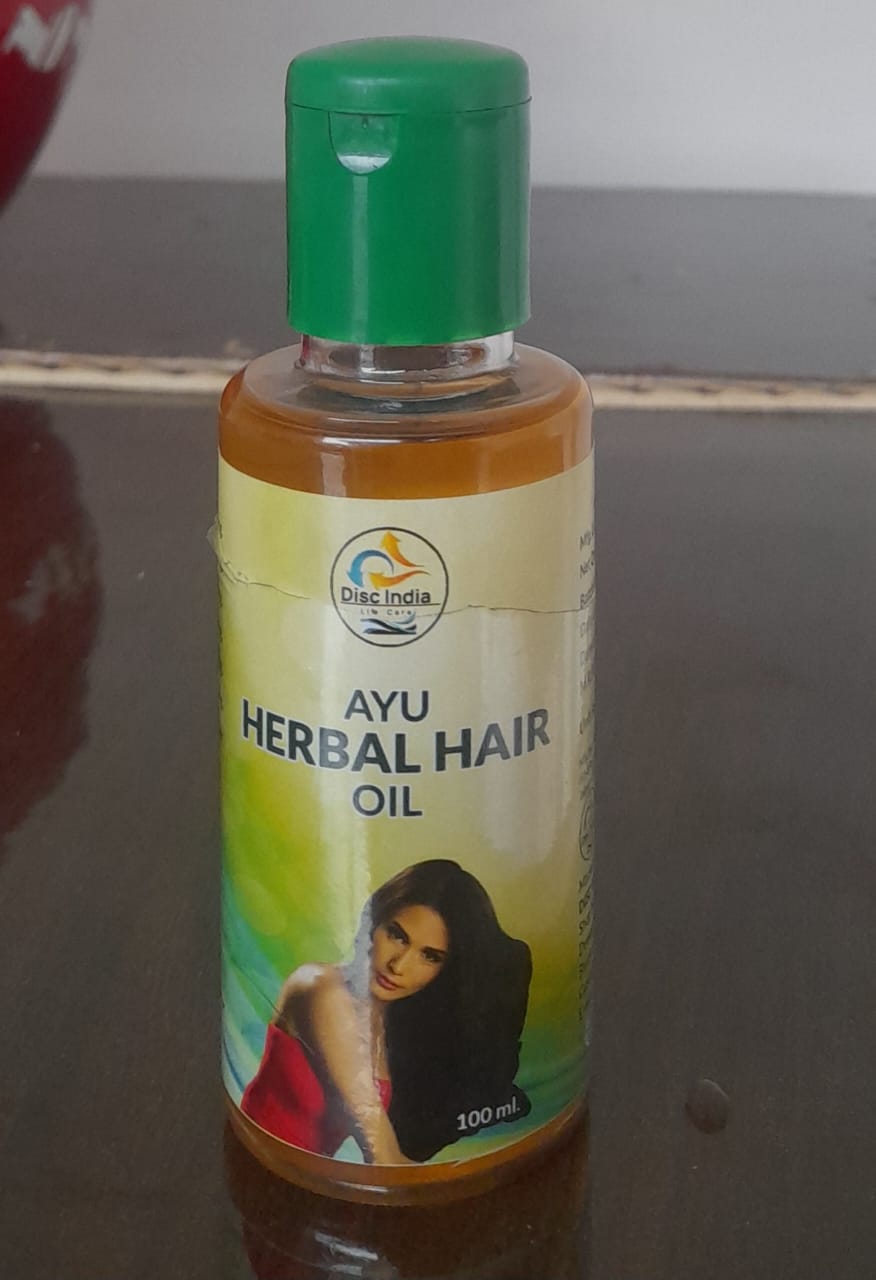 Disc India
Life Care
AYU
HERBAL HAIR
OIL
100 ml.